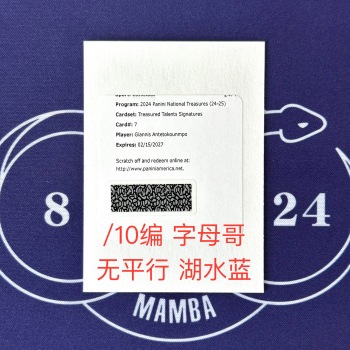 Program: 2024 Panini National Treasures (24-25)
Cardset: Treasured Talents Signatures
Card#: 7
Player: Giannis Antetokounmpo
Expires: 02/15/2027
Scratch off and redeem online at:
http://www.paniniamerica.net.
8
24
/10编 字母哥
无平行 湖水蓝
MAMBA